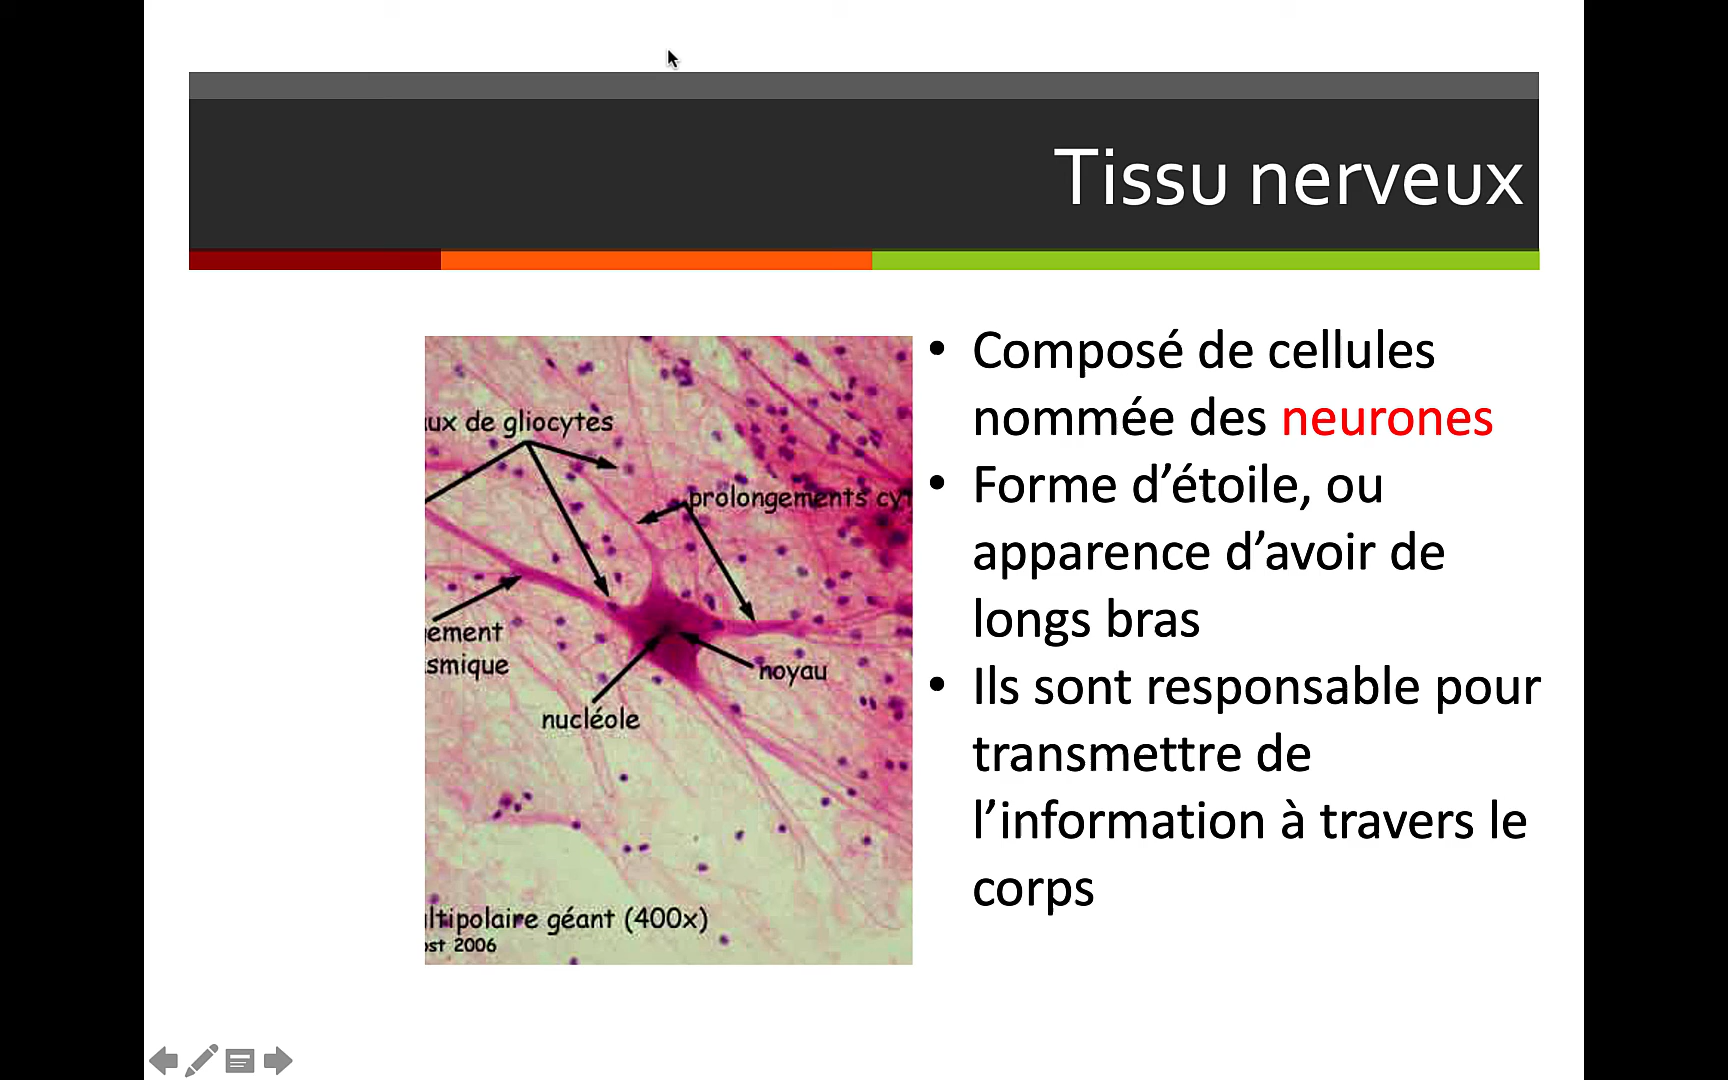 Tissu nerveux
ux de gliocytes
prolongements cy
ement
smique
noyau
nucléole
ltipolaire géant (400x)
ost 2006
• Composé de cellules
nommée des neurones
• Forme d’étoile, ou
apparence d’avoir de
longs bras
• Ils sont responsable pour
transmettre de
l’information à travers le
corps